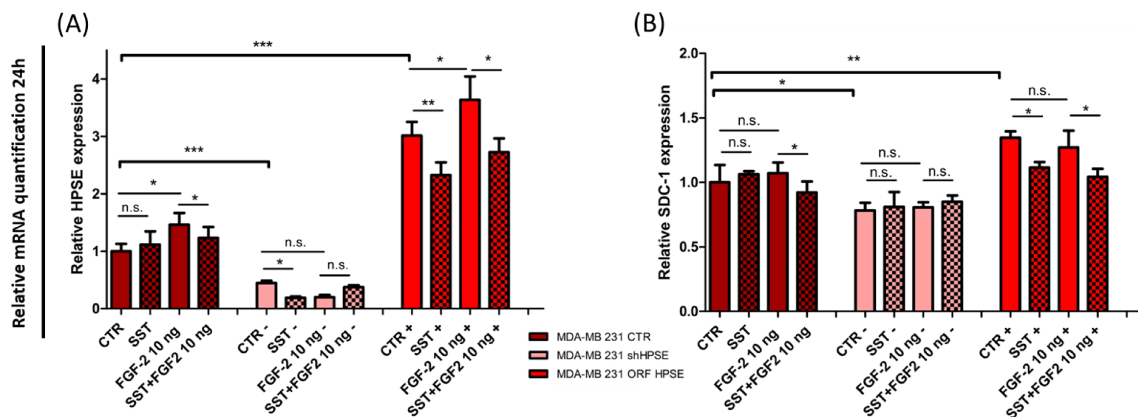 (A)
Relative mRNA quantification 24h
Relative HPSE expression
4
3
2
1
0
***
***
*
n.s.
*
n.s.
*
n.s.
*
**
*
CTR
SST
FGF-2 10 ng
SST+FGF2 10 ng
CTR -
SST -
FGF-2 10 ng -
SST+FGF2 10 ng -
CTR +
SST +
FGF-2 10 ng +
SST+FGF2 10 ng +
MDA-MB 231 CTR
MDA-MB 231 shHPSE
MDA-MB 231 ORF HPSE
(B)
Relative SDC-1 expression
2.0
1.5
1.0
0.5
0.0
**
*
n.s.
n.s.
*
n.s.
n.s.
n.s.
n.s.
*
*
CTR
SST
FGF-2 10 ng
SST+FGF2 10 ng
CTR -
SST -
FGF-2 10 ng -
SST+FGF2 10 ng -
CTR +
SST +
FGF-2 10 ng +
SST+FGF2 10 ng +